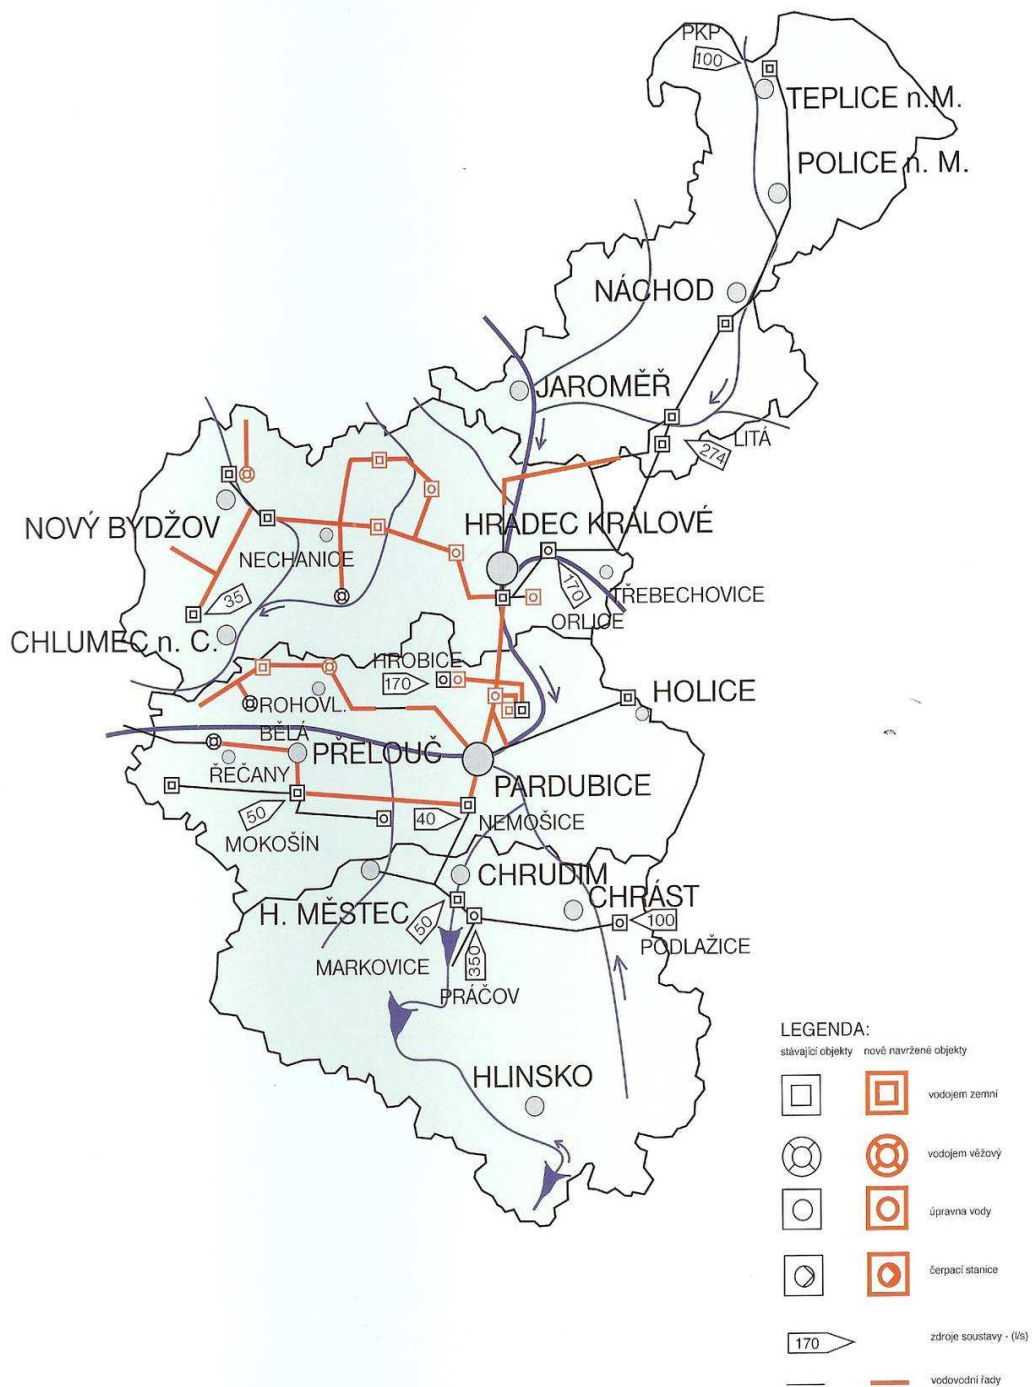 PKP
100
TEPLICE n.M.
POLICE n. M.
NÁCHOD
JAROMĚŘ
LITÁ
274
NOVÝ BYDŽOV
HRADEC KRÁLOVÉ
NECHANICE
170
TŘEBECHOVICE
35
ORLICE
CHLUMEC n. C.
HROBICE
170
HOLICE
ROHOVL.
BĚLÁ
PŘELOUČ
ŘEČANY
PARDUBICE
50
40
NEMOŠICE
MOKOŠÍN
CHRUDIM
CHRÁST
H. MĚSTEC
50
100
PODLAŽICE
MARKOVICE
350
PRÁČOV
HLINSKO
LEGENDA:
stávající objekty nově navržené objekty
vodojem zemní
vodojem věžový
úpravna vody
čerpací stanice
170
zdroje soustavy - (l/s)
vodovodní řady